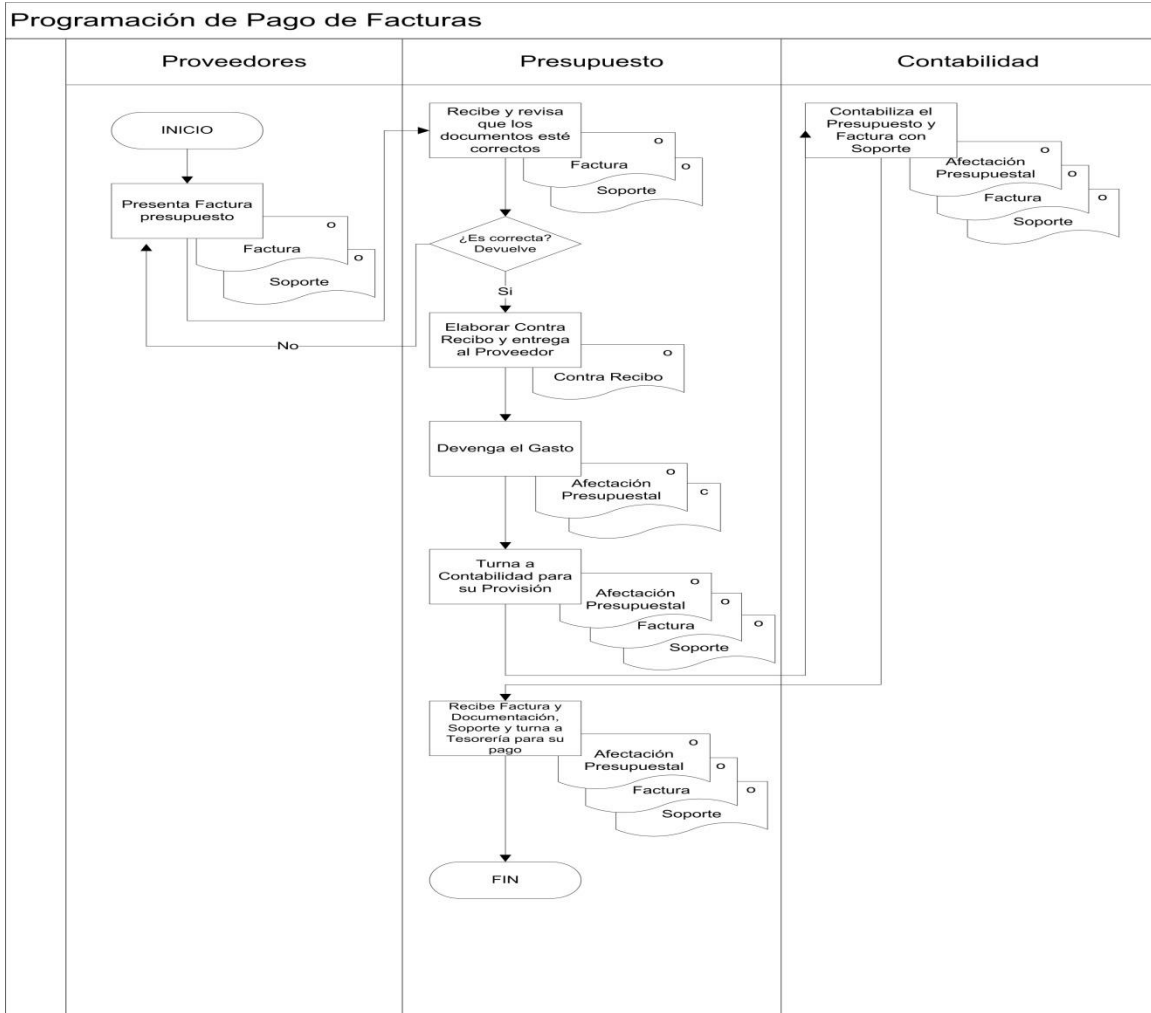 Programación de Pago de Facturas
Proveedores
Presupuesto
Contabilidad
INICIO
Presenta Factura
presupuesto
O
Factura
O
Soporte
Recibe y revisa
que los
documentos esté
correctos
O
Factura
O
Soporte
¿Es correcta?
Devuelve
No
Si
Elaborar Contra
Recibo y entrega
al Proveedor
O
Contra Recibo
Devenga el Gasto
O
Afectación
Presupuestal
C
Turna a
Contabilidad para
su Provisión
O
Afectación
Presupuestal
O
Factura
O
Soporte
Contabiliza el
Presupuesto y
Factura con
Soporte
O
Afectación
Presupuestal
O
Factura
O
Soporte
Recibe Factura y
Documentación,
Soporte y turna a
Tesorería para su
pago
O
Afectación
Presupuestal
O
Factura
O
Soporte
FIN